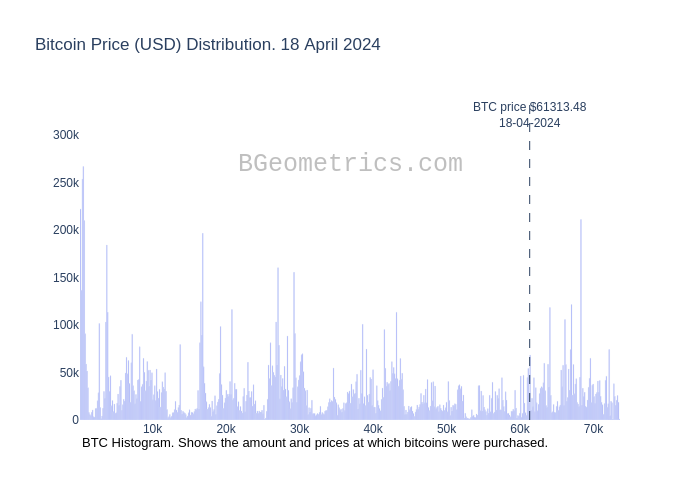 Bitcoin Price (USD) Distribution. 18 April 2024
BTC price $61313.48
18-04-2024
300k
BGeometrics.com
250k
200k
150k
100k
50k
0
10k 20k 30k 40k 50k 60k 70k
BTC Histogram. Shows the amount and prices at which bitcoins were purchased.